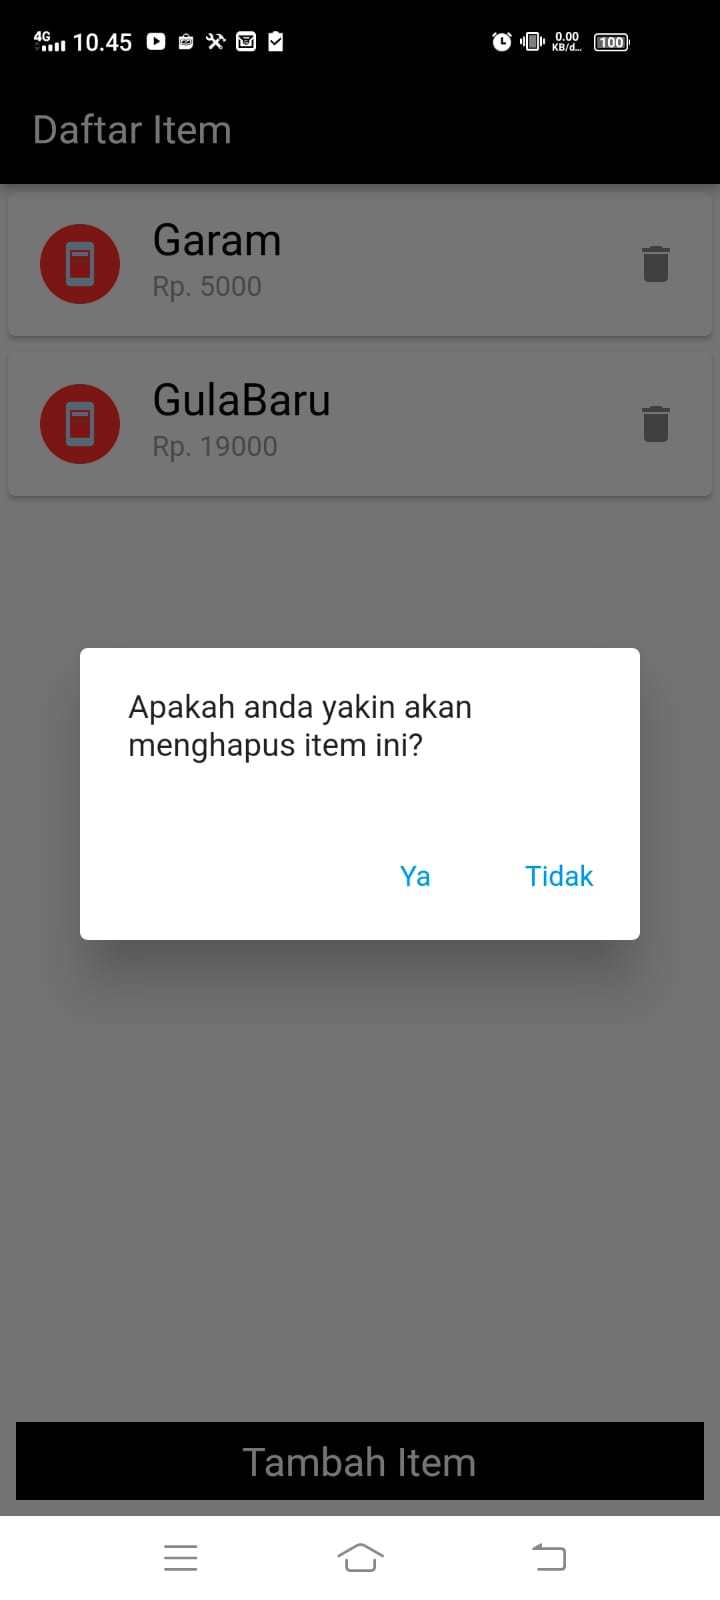 4G 10.45 0.00 KB/d... 100
Daftar Item
Garam
Rp. 5000
GulaBaru
Rp. 19000
Apakah anda yakin akan
menghapus item ini?
Ya Tidak
Tambah Item